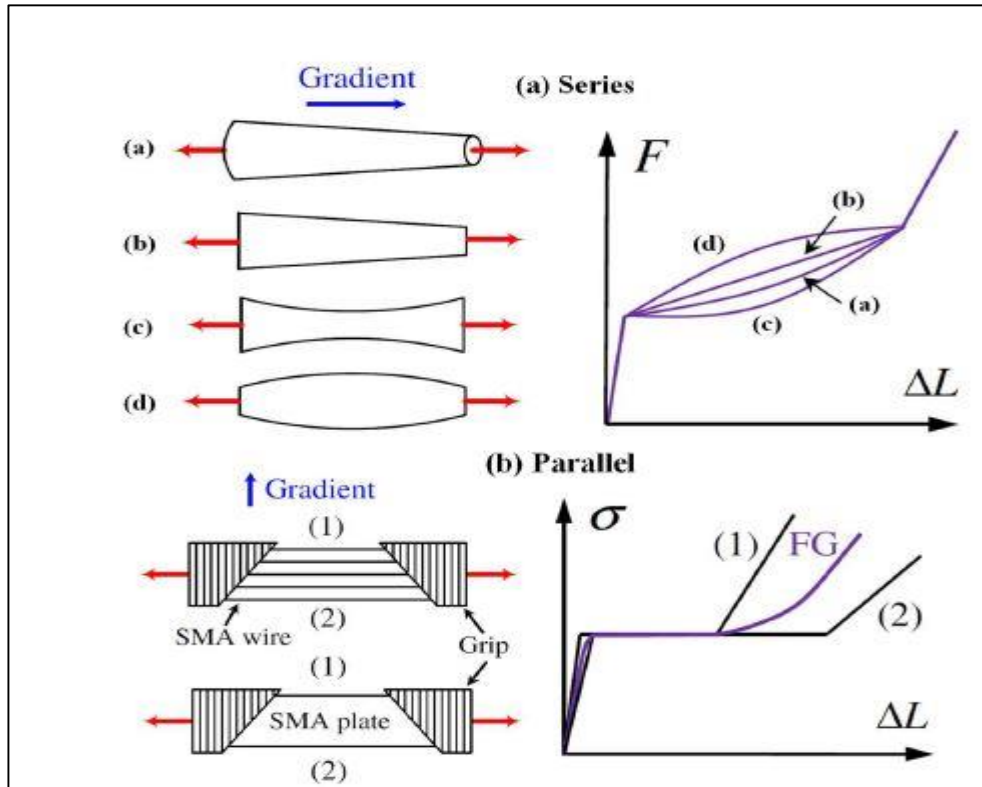 Gradient
(a) Series
(a)
(b)
(c)
(d)
F
(b)
(d)
(a)
(c)
ΔL
(b) Parallel
Gradient
(1)
(2)
SMA wire
Grip
(1)
SMA plate
(2)
σ
(1)
FG
(2)
ΔL